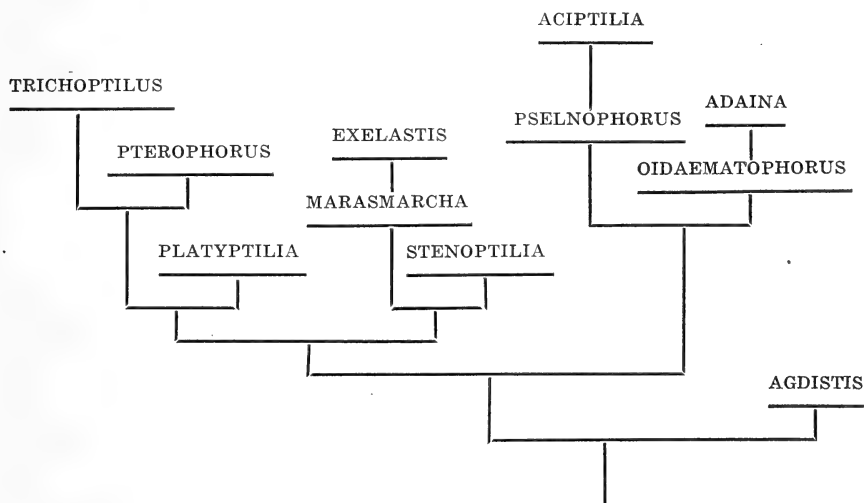 ACIPTILIA
TRICHOPTILUS
ADAINA
PSELNOPHORUS
EXELASTIS
PTEROPHORUS
OIDAEMATOPHORUS
MARASMARCHA
PLATYPTILIA
STENOPTILIA
AGDISTIS